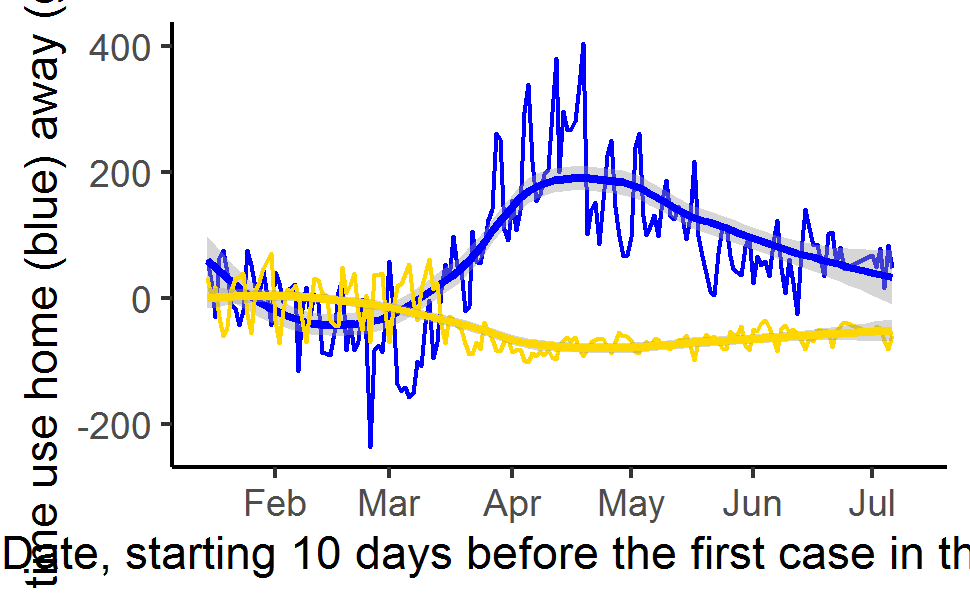 time use home (blue) away (
400
200
0
-200
Feb Mar Apr May Jun Jul
Date, starting 10 days before the first case in th